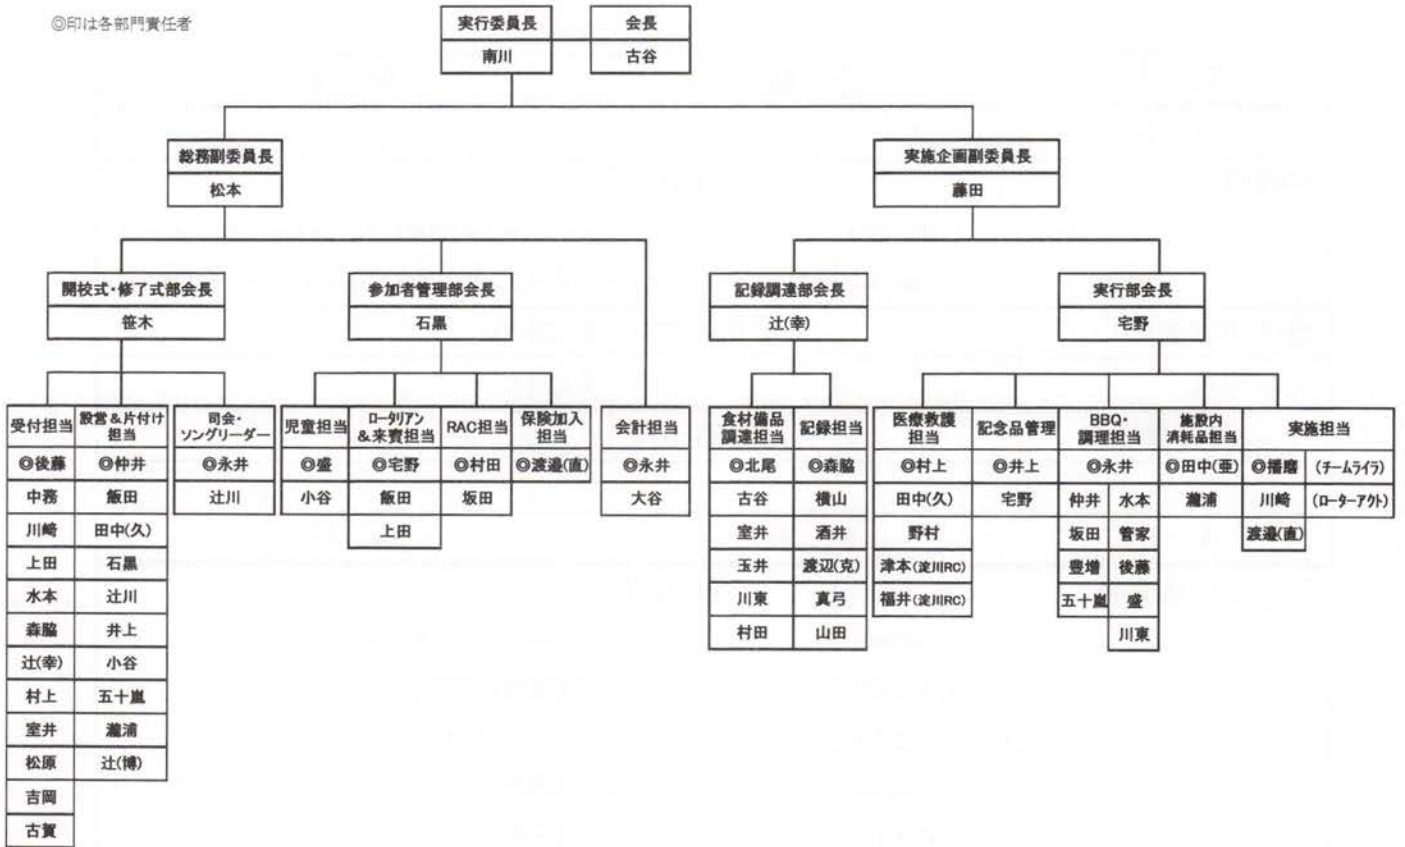 ◎印は各部門責任者
実行委員長 会長
南川 古谷
総務副委員長 実施企画副委員長
松本 藤田
開校式・修了式部会長 参加者管理部会長 記録調達部会長 実行部会長
笹木 石黒 辻(幸) 宅野
受付担当
◎後藤
中務
川﨑
上田
水本
森脇
辻(幸)
村上
室井
松原
吉岡
古賀
設営&片付け
担当
◎仲井
飯田
田中(久)
石黒
辻川
井上
小谷
五十嵐
瀧浦
辻(博)
司会・
ソングリーダー
◎永井
辻川
児童担当
◎盛
小谷
ロータリアン
&来賓担当
◎宅野
飯田
上田
RAC担当
◎村田
坂田
保険加入
担当
◎渡邉(直)
会計担当
◎永井
大谷
食材備品
調達担当
◎北尾
古谷
室井
玉井
川東
村田
記録担当
◎森脇
横山
酒井
渡辺(克)
真弓
山田
医療救護
担当
◎村上
田中(久)
野村
津本(淀川RC)
福井(淀川RC)
記念品管理
◎井上
宅野
BBQ・
調理担当
◎永井
仲井 水本
坂田 管家
豊増 後藤
五十嵐 盛
川東
施設内
消耗品担当
◎田中(亜)
瀧浦
実施担当
◎播磨 (チームライラ)
川﨑 (ローターアクト)
渡邉(直)